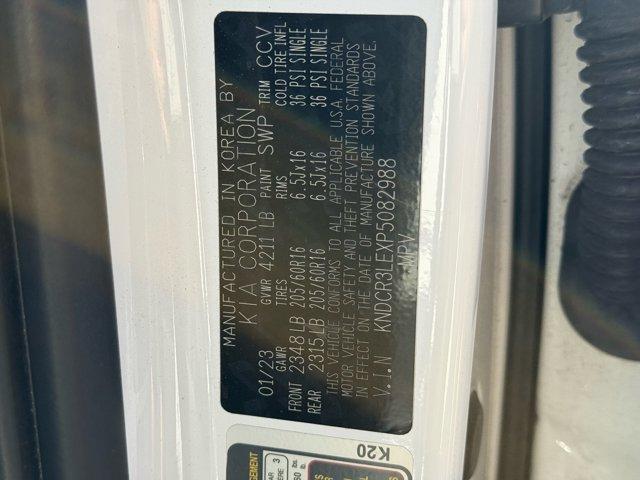 MANUFACTURED IN KOREA BY
KIA CORPORATION
01/23 GVWR 4211 LB PAINT SWP TRIM CCV
GAWR TIRES RIMS COLD TIRE INFL
FRONT 2348 LB 205/60R16 6.5Jx16 36 PSI SINGLE
REAR 2315 LB 205/60R16 6.5Jx16 36 PSI SINGLE
THIS VEHICLE CONFORMS TO ALL APPLICABLE U.S.A. FEDERAL
MOTOR VEHICLE SAFETY AND THEFT PREVENTION STANDARDS
IN EFFECT ON THE DATE OF MANUFACTURE SHOWN ABOVE.
V.I.N KNDCR3LEXP5082988
MPV
K20